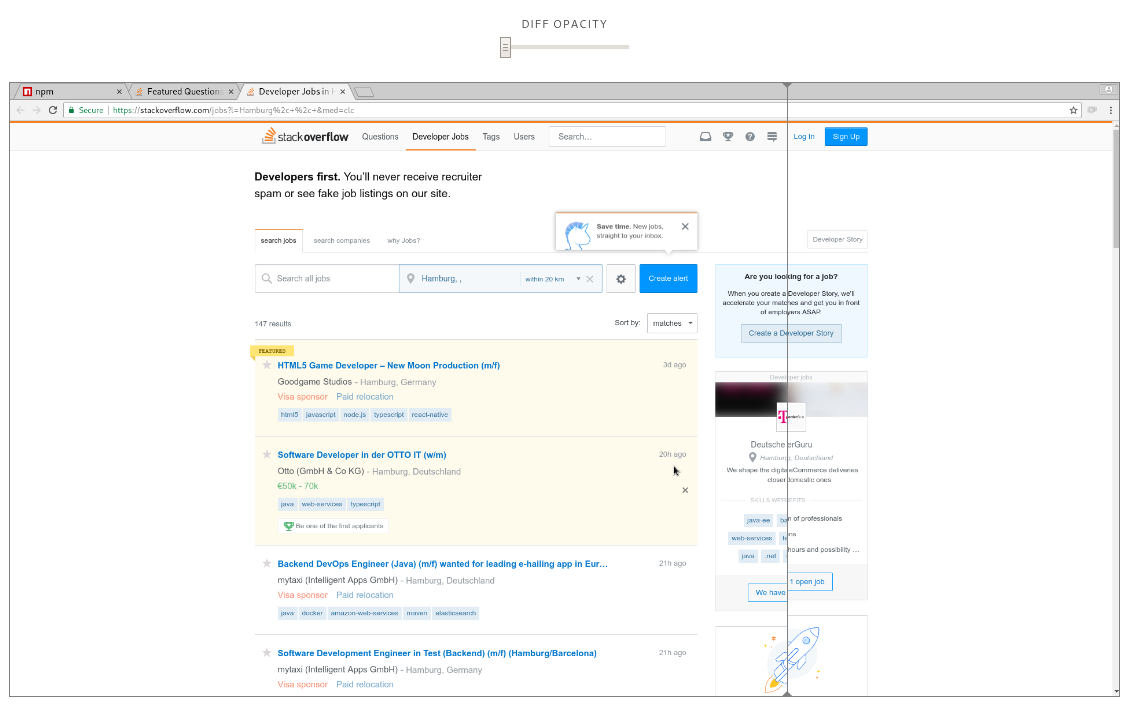 DIFF OPACITY
npm
Featured Questions
Developer Jobs in H
Secure
https://stackoverflow.com/jobs?l=Hamburg%2c+%2c+&med=clc
stackoverflow
Questions
Developer Jobs
Tags
Users
Search...
Log In
Sign Up
Developers first. You'll never receive recruiter
spam or see fake job listings on our site.
Save time. New jobs,
straight to your inbox.
search jobs
search companies
why Jobs?
Developer Story
Search all jobs
Hamburg, ,
within 20 km
Create alert
Are you looking for a job?
When you create a Developer Story, we'll
accelerate your matches and get you in front
of employers ASAP.
Create a Developer Story
147 results
Sort by:
matches
FEATURED
HTML5 Game Developer – New Moon Production (m/f)
3d ago
Goodgame Studios - Hamburg, Germany
Visa sponsor Paid relocation
html5 javascript node.js typescript react-native
Software Developer in der OTTO IT (w/m)
20h ago
Otto (GmbH & Co KG) - Hamburg, Deutschland
€50k - 70k
java web-services typescript
Be one of the first applicants
Backend DevOps Engineer (Java) (m/f) wanted for leading e-hailing app in Eur…
21h ago
mytaxi (Intelligent Apps GmbH) - Hamburg, Deutschland
Visa sponsor Paid relocation
java docker amazon-web-services maven elasticsearch
Software Development Engineer in Test (Backend) (m/f) (Hamburg/Barcelona)
21h ago
mytaxi (Intelligent Apps GmbH) - Hamburg, Germany
Visa sponsor Paid relocation
Developer jobs
Deutsche erGuru
Hamburg, Deutschland
We shape the digita eCommerce deliveries
closer domestic ones
SKILLS WE BENEFITS
java-ee ba n of professionals
web-services te ns
java .net hours and possibility …
We have 1 open job